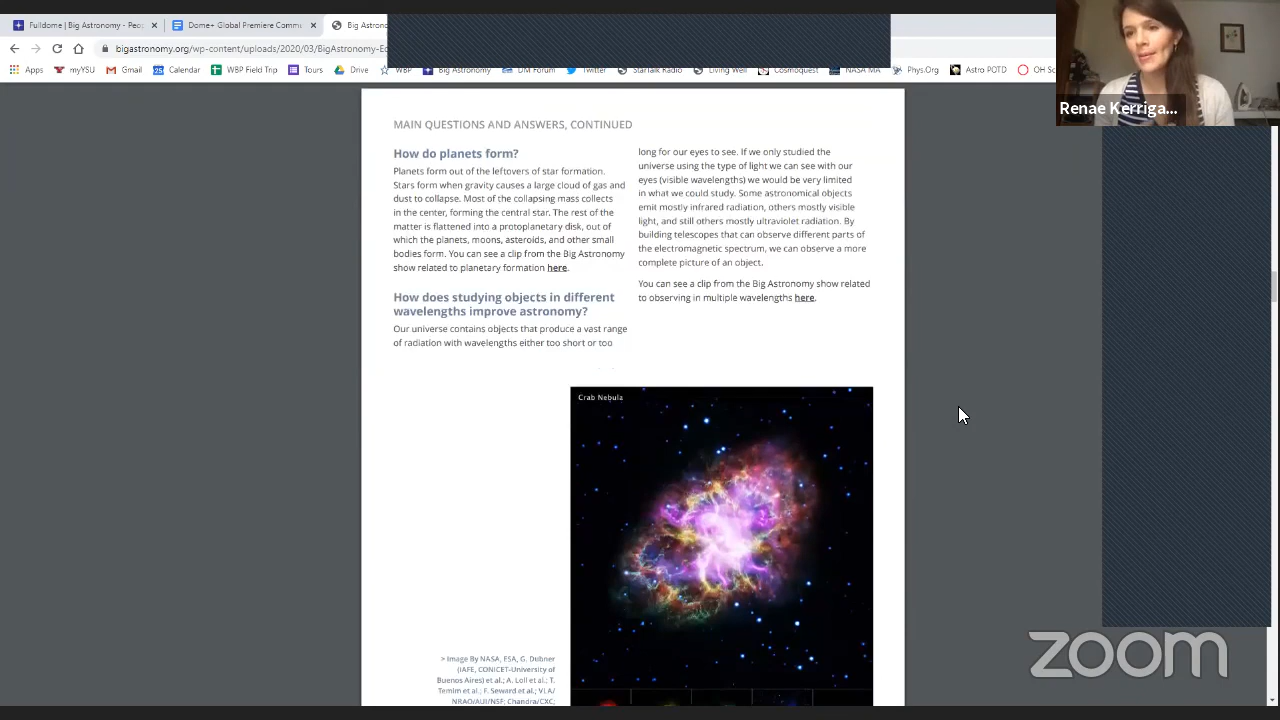 Fulldome | Big Astronomy: Peo
Dome+ Global Premiere Commu
Big Astronomy-Ed
bigastronomy.org/wp-content/uploads/2020/03/BigAstronomy-Ed
Apps
myYSU
Gmail
Calendar
WBP Field Trip
Tours
Drive
WBP
Big Astronomy
DM Forum
Twitter
StarTalk Radio
Living Well
Cosmoquest
NASA MA
Phys.Org
Astro POTD
OH Sc
Renae Kerriga...
MAIN QUESTIONS AND ANSWERS, CONTINUED
How do planets form?
Planets form out of the leftovers of star formation.
Stars form when gravity causes a large cloud of gas and
dust to collapse. Most of the collapsing mass collects
in the center, forming the central star. The rest of the
matter is flattened into a protoplanetary disk, out of
which the planets, moons, asteroids, and other small
bodies form. You can see a clip from the Big Astronomy
show related to planetary formation here.
How does studying objects in different
wavelengths improve astronomy?
Our universe contains objects that produce a vast range
of radiation with wavelengths either too short or too
long for our eyes to see. If we only studied the
universe using the type of light we can see with our
eyes (visible wavelengths) we would be very limited
in what we could study. Some astronomical objects
emit mostly infrared radiation, others mostly visible
light, and still others mostly ultraviolet radiation. By
building telescopes that can observe different parts of
the electromagnetic spectrum, we can observe a more
complete picture of an object.
You can see a clip from the Big Astronomy show related
to observing in multiple wavelengths here.
Crab Nebula
> Image By NASA, ESA, G. Dubner
(IAFE, CONICET-University of
Buenos Aires) et al.; A. Loll et al.; T.
Temim et al.; F. Seward et al.; VLA/
NRAO/AUI/NSF; Chandra/CXC;
zoom